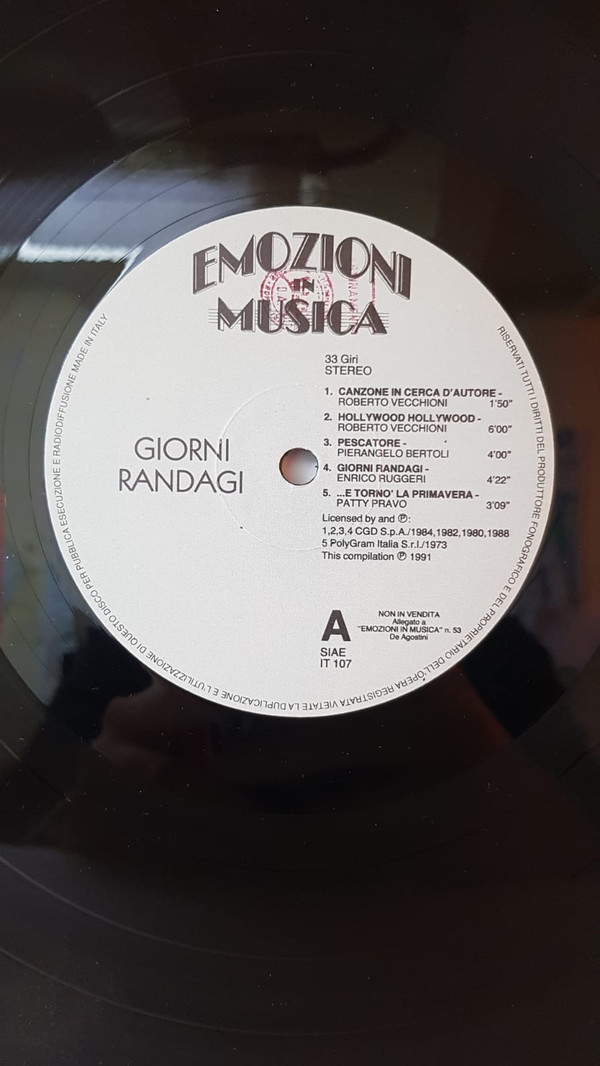 EMOZIONI
IN
MUSICA
33 Giri
STEREO
1. CANZONE IN CERCA D'AUTORE -
ROBERTO VECCHIONI 1'50"
2. HOLLYWOOD HOLLYWOOD -
ROBERTO VECCHIONI 6'00"
3. PESCATORE -
PIERANGELO BERTOLI 4'00"
4. GIORNI RANDAGI -
ENRICO RUGGERI 4'22"
5. ...E TORNO' LA PRIMAVERA -
PATTY PRAVO 3'09"
GIORNI
RANDAGI
Licensed by and ℗:
1,2,3,4 CGD S.p.A./1984,1982,1980,1988
5 PolyGram Italia S.r.l./1973
This compilation ℗ 1991
A
SIAE
IT 107
NON IN VENDITA
Allegato a
"EMOZIONI IN MUSICA" n. 53
De Agostini
RISERVATI TUTTI I DIRITTI DEL PRODUTTORE FONOGRAFICO E DEL PROPRIETARIO DELL'OPERA REGISTRATA VIETATE LA DUPLICAZIONE E L'UTILIZZAZIONE DI QUESTO DISCO PER PUBBLICA ESECUZIONE E RADIODIFFUSIONE MADE IN ITALY